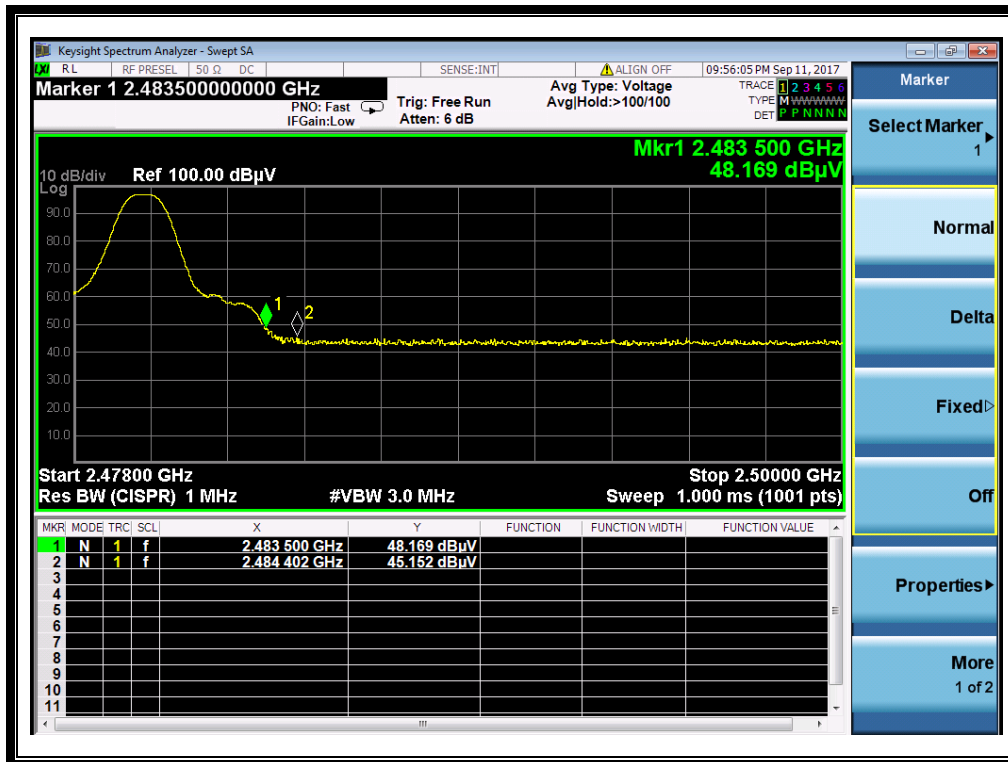 Keysight Spectrum Analyzer - Swept SA
LXI RL RF PRESEL 50 Ω DC SENSE:INT ALIGN OFF 09:56:05 PM Sep 11, 2017
Marker 1 2.483500000000 GHz
PNO: Fast
IFGain:Low
Trig: Free Run
Atten: 6 dB
Avg Type: Voltage
Avg|Hold:>100/100
TRACE 1 2 3 4 5 6
TYPE M WWWWW
DET P P N N N N
Mkr1 2.483 500 GHz
48.169 dBµV
10 dB/div Ref 100.00 dBµV
Log
90.0
80.0
70.0
60.0
50.0
40.0
30.0
20.0
10.0
1
2
Start 2.47800 GHz Stop 2.50000 GHz
Res BW (CISPR) 1 MHz #VBW 3.0 MHz Sweep 1.000 ms (1001 pts)
MKR MODE TRC SCL X Y FUNCTION FUNCTION WIDTH FUNCTION VALUE
1 N 1 f 2.483 500 GHz 48.169 dBµV
2 N 1 f 2.484 402 GHz 45.152 dBµV
3
4
5
6
7
8
9
10
11
Marker
Select Marker
1
Normal
Delta
Fixed
Off
Properties
More
1 of 2